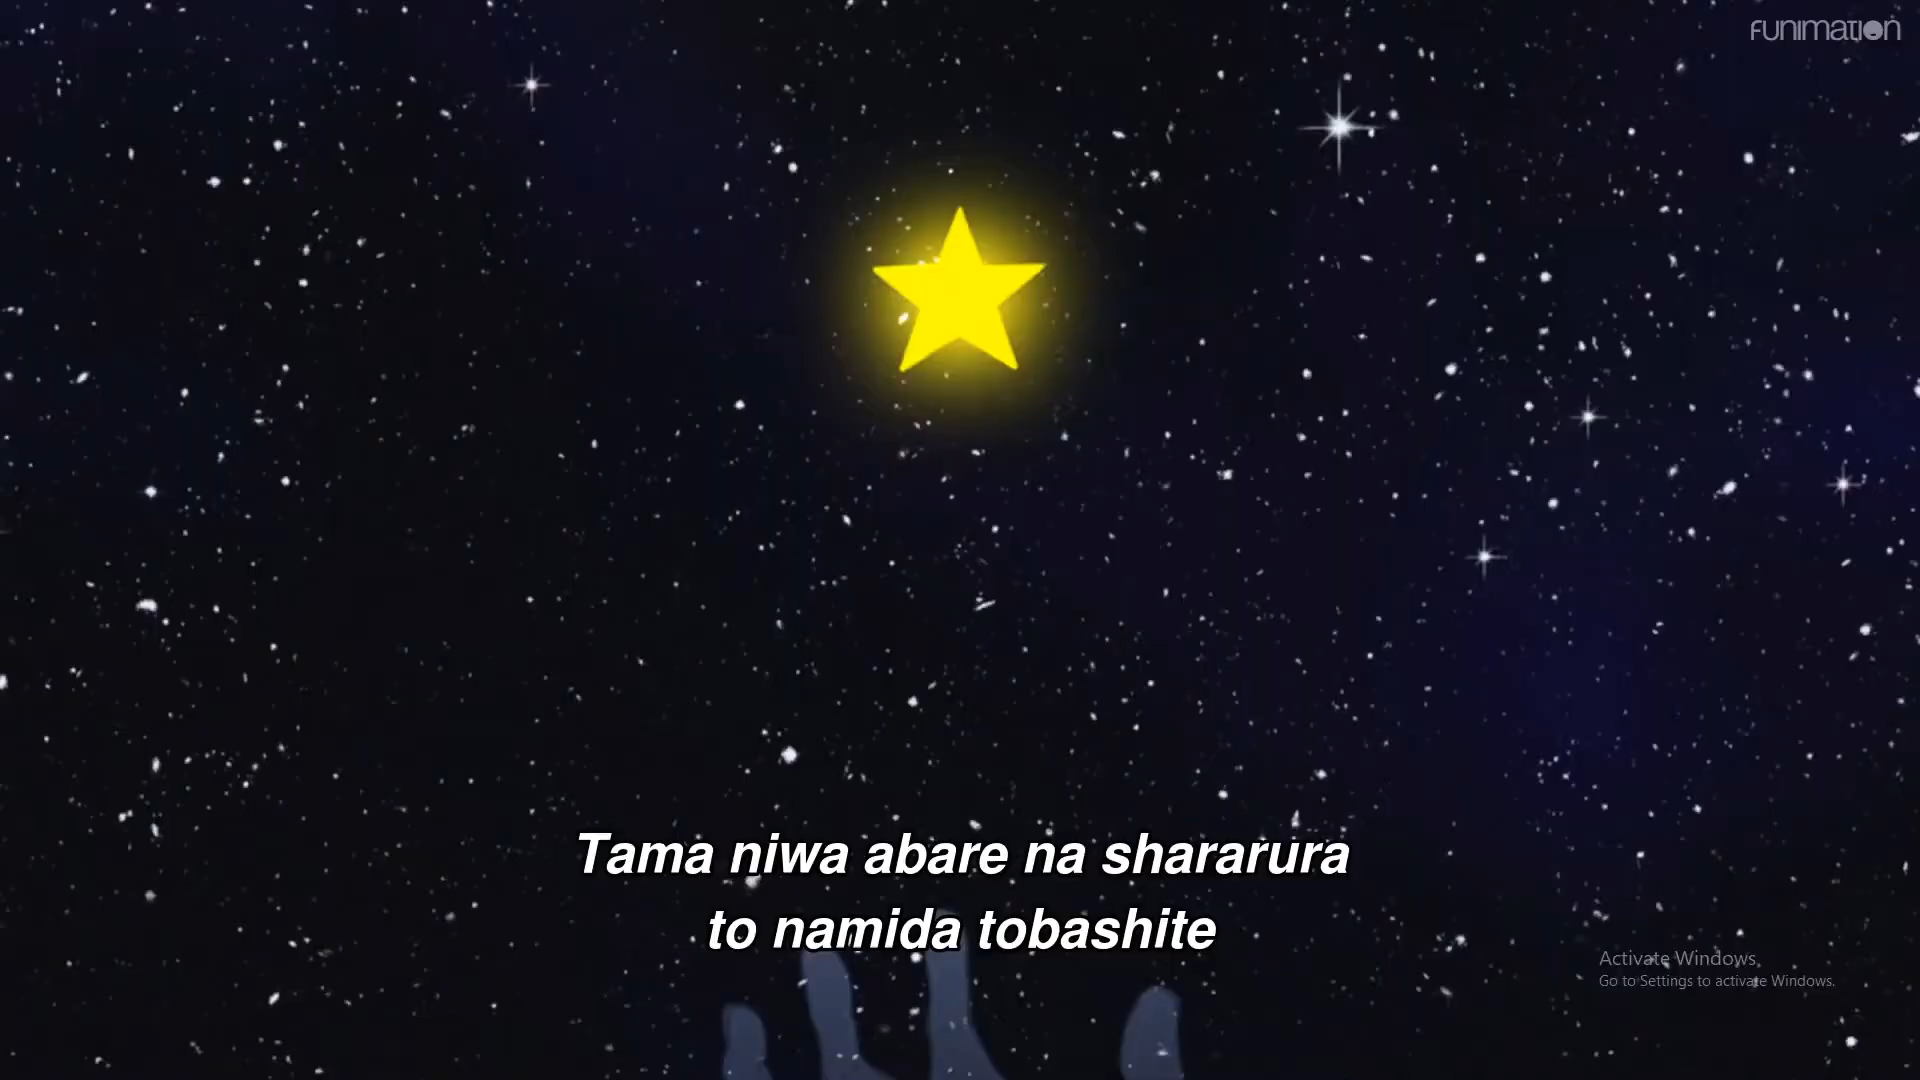 funimation
Tama niwa abare na shararura
to namida tobashite
Activate Windows
Go to Settings to activate Windows.